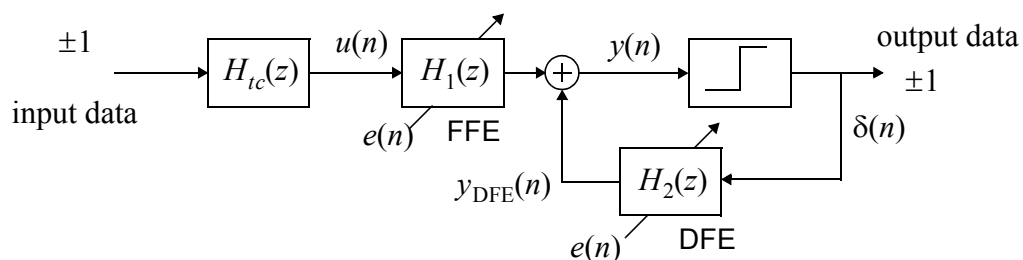 ±1
input data
H_tc(z)
u(n)
H_1(z)
e(n)
FFE
+
y(n)
output data
±1
δ(n)
y_DFE(n)
H_2(z)
e(n)
DFE